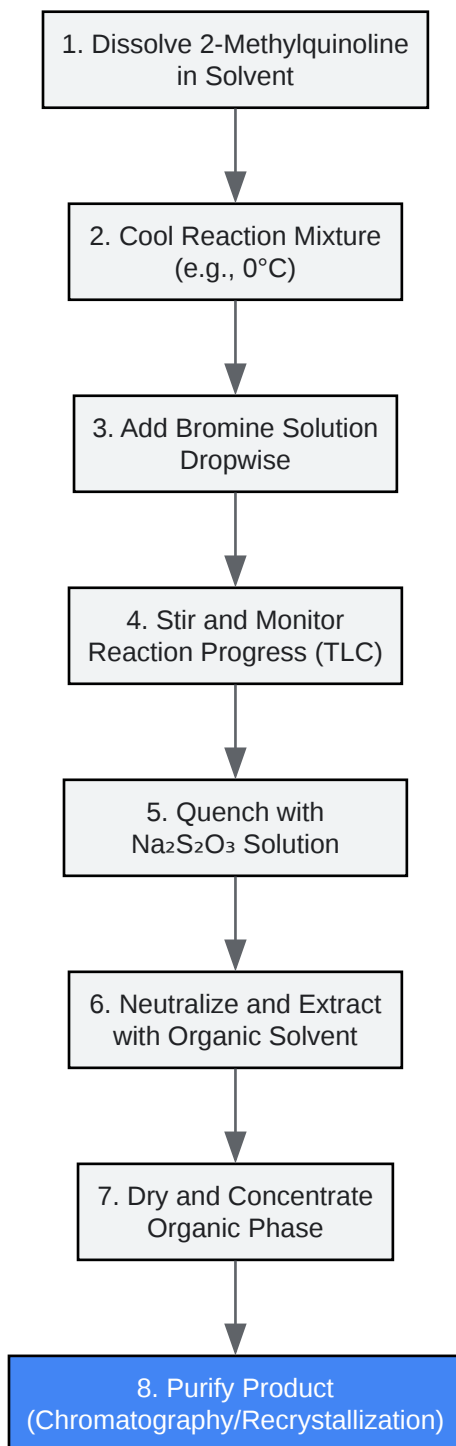 1. Dissolve 2-Methylquinoline
in Solvent
2. Cool Reaction Mixture
(e.g., 0°C)
3. Add Bromine Solution
Dropwise
4. Stir and Monitor
Reaction Progress (TLC)
5. Quench with
Na₂S₂O₃ Solution
6. Neutralize and Extract
with Organic Solvent
7. Dry and Concentrate
Organic Phase
8. Purify Product
(Chromatography/Recrystallization)